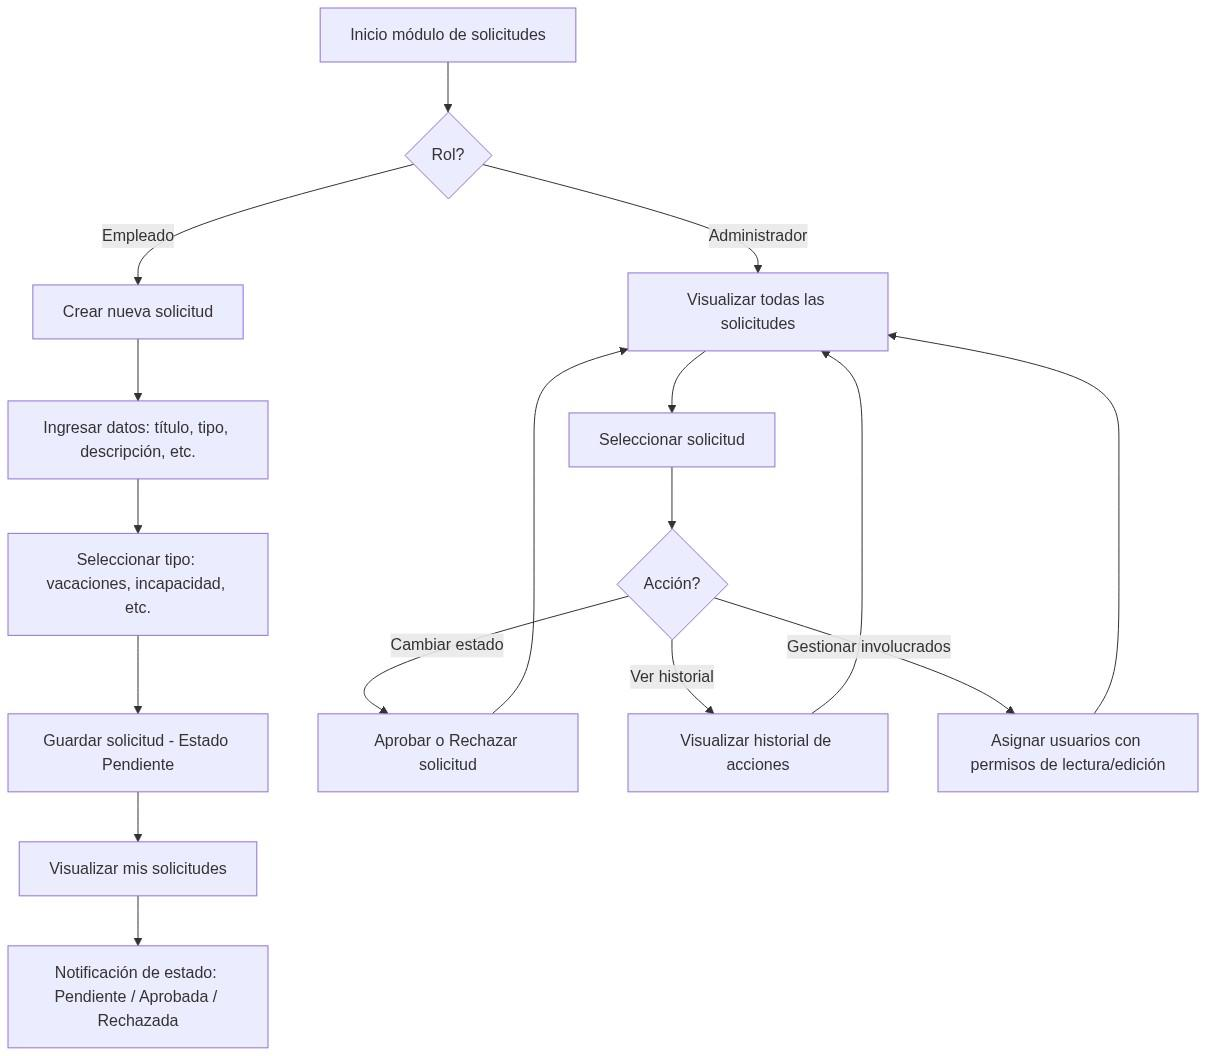 Inicio módulo de solicitudes
Rol?
Empleado
Administrador
Crear nueva solicitud
Visualizar todas las
solicitudes
Ingresar datos: título, tipo,
descripción, etc.
Seleccionar solicitud
Seleccionar tipo:
vacaciones, incapacidad,
etc.
Acción?
Cambiar estado
Ver historial
Gestionar involucrados
Guardar solicitud - Estado
Pendiente
Aprobar o Rechazar
solicitud
Visualizar historial de
acciones
Asignar usuarios con
permisos de lectura/edición
Visualizar mis solicitudes
Notificación de estado:
Pendiente / Aprobada /
Rechazada